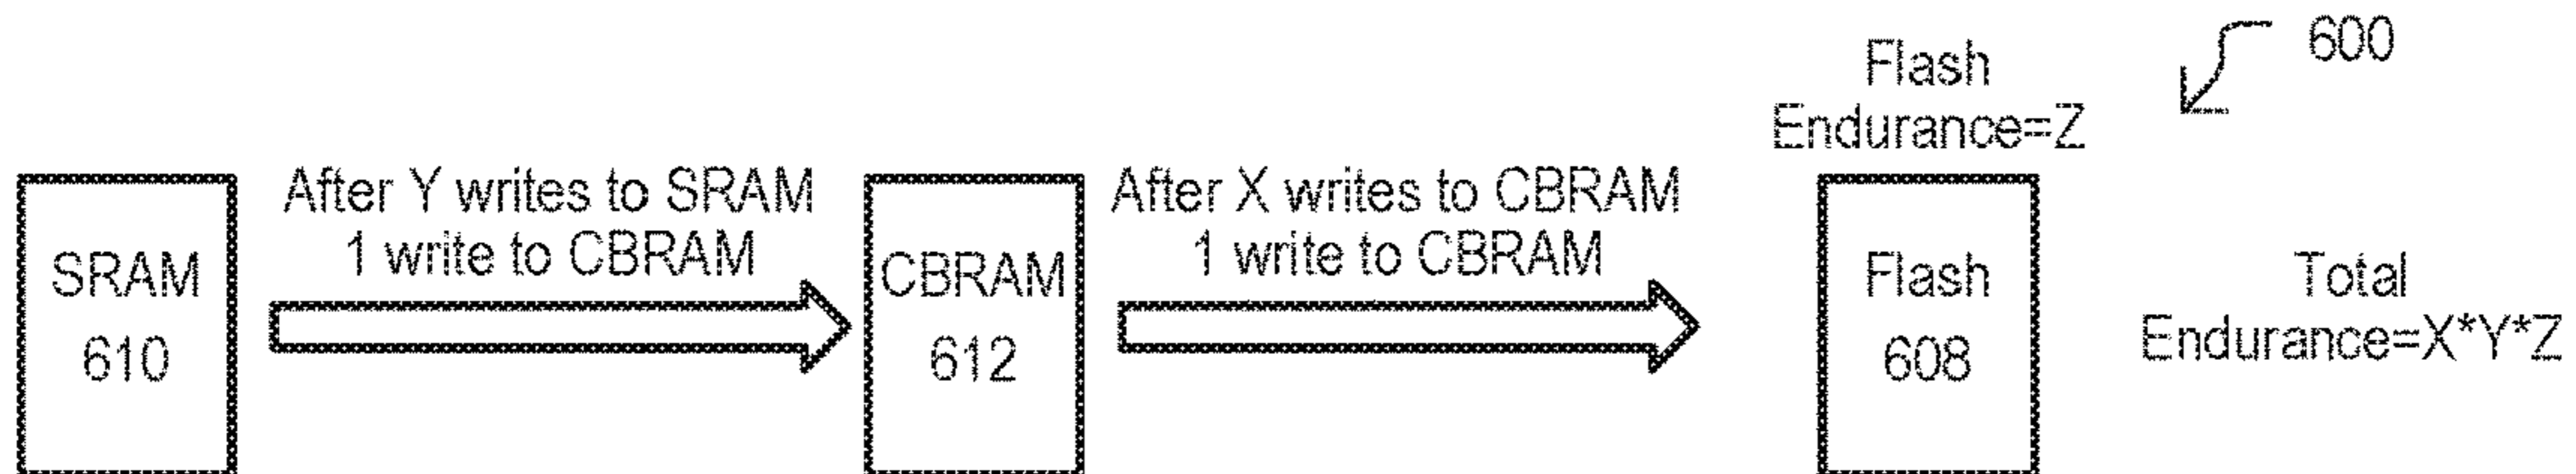 600
Flash
Endurance=Z
After Y writes to SRAM
1 write to CBRAM
After X writes to CBRAM
1 write to CBRAM
SRAM
610
CBRAM
612
Flash
608
Total
Endurance=X*Y*Z